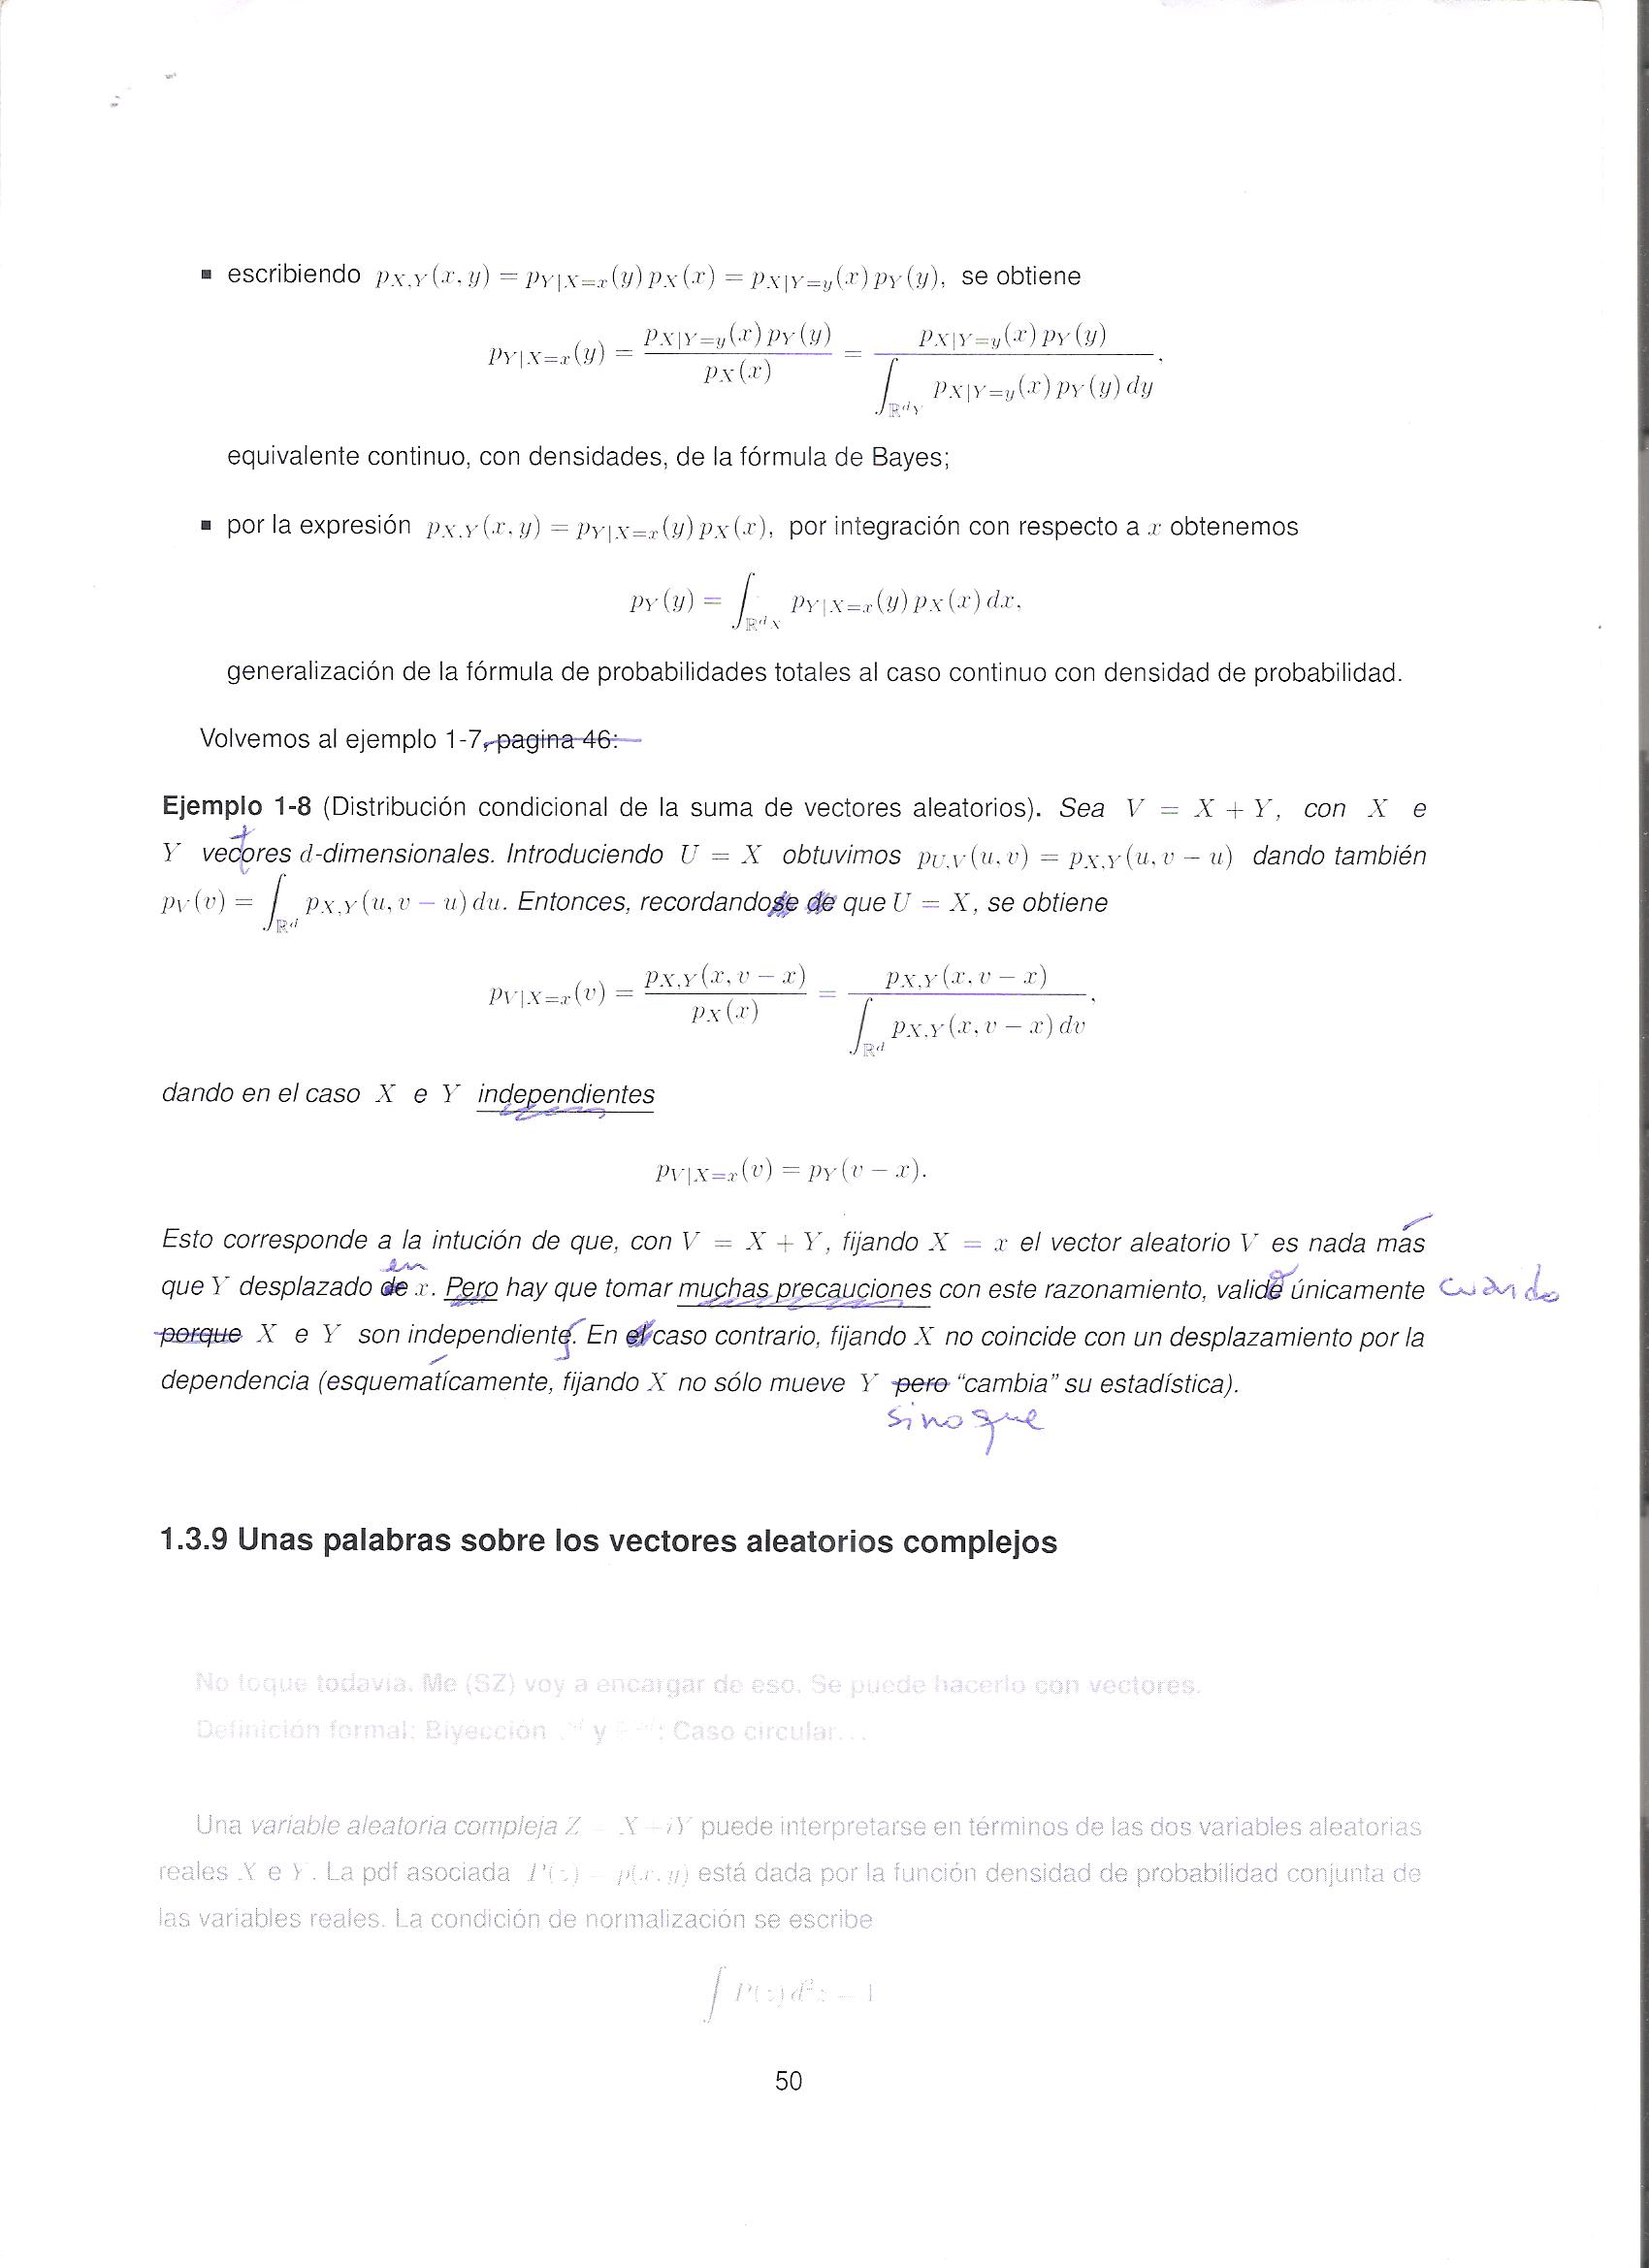 ▪ escribiendo p_{X,Y}(x, y) = p_{Y|X=x}(y) p_X(x) = p_{X|Y=y}(x) p_Y(y), se obtiene
p_{Y|X=x}(y) = \frac{p_{X|Y=y}(x) p_Y(y)}{p_X(x)} = \frac{p_{X|Y=y}(x) p_Y(y)}{\int_{ℝ^{d_Y}} p_{X|Y=y}(x) p_Y(y) dy},
equivalente continuo, con densidades, de la fórmula de Bayes;
▪ por la expresión p_{X,Y}(x, y) = p_{Y|X=x}(y) p_X(x), por integración con respecto a x obtenemos
p_Y(y) = \int_{ℝ^{d_X}} p_{Y|X=x}(y) p_X(x) dx,
generalización de la fórmula de probabilidades totales al caso continuo con densidad de probabilidad.
Volvemos al ejemplo 1-7, pagina 46:
Ejemplo 1-8 (Distribución condicional de la suma de vectores aleatorios). Sea V = X + Y, con X e
t
Y vecores d-dimensionales. Introduciendo U = X obtuvimos p_{U,V}(u, v) = p_{X,Y}(u, v − u) dando también
p_V(v) = \int_{ℝ^d} p_{X,Y}(u, v − u) du. Entonces, recordandose de que U = X, se obtiene
p_{V|X=x}(v) = \frac{p_{X,Y}(x, v − x)}{p_X(x)} = \frac{p_{X,Y}(x, v − x)}{\int_{ℝ^d} p_{X,Y}(x, v − x) dv},
dando en el caso X e Y independientes
p_{V|X=x}(v) = p_Y(v − x).
Esto corresponde a la intución de que, con V = X + Y, fijando X = x el vector aleatorio V es nada mas
en
que Y desplazado de x. Pero hay que tomar muchas precauciones con este razonamiento, valide únicamente cuando
porque X e Y son independiente. En el caso contrario, fijando X no coincide con un desplazamiento por la
dependencia (esquematícamente, fijando X no sólo mueve Y pero "cambia" su estadística).
sino que
1.3.9 Unas palabras sobre los vectores aleatorios complejos
No toque todavia. Me (SZ) voy a encargar de eso. Se puede hacerlo con vectores.
Definición formal; Biyeccion y ; Caso circular...
Una variable aleatoria compleja Z = X + iY puede interpretarse en términos de las dos variables aleatorias
reales X e Y. La pdf asociada P(z) = p(x, y) está dada por la función densidad de probabilidad conjunta de
las variables reales. La condición de normalización se escribe
\int P(z) d²z = 1
50